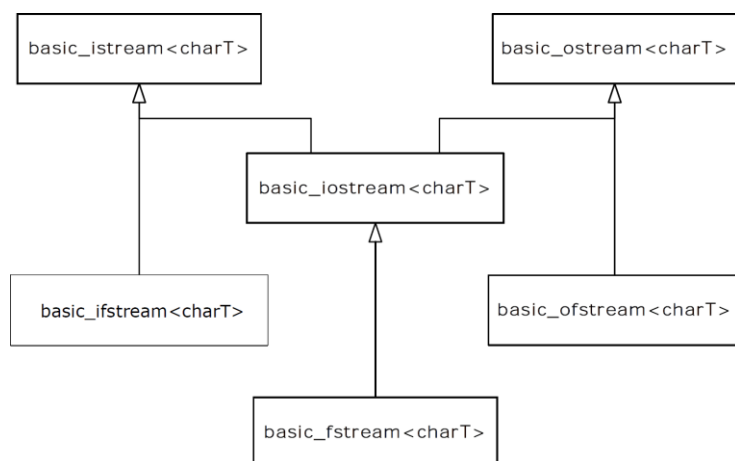 basic_istream<charT>
basic_ostream<charT>
basic_iostream<charT>
basic_ifstream<charT>
basic_ofstream<charT>
basic_fstream<charT>